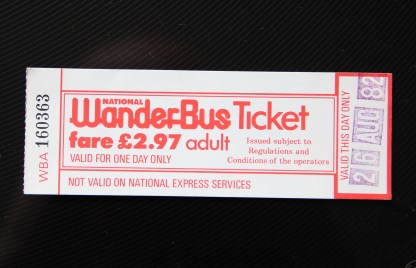 WBA 160363
NATIONAL
WanderBus Ticket
fare £2.97 adult
VALID FOR ONE DAY ONLY
Issued subject to
Regulations and
Conditions of the operators
NOT VALID ON NATIONAL EXPRESS SERVICES
VALID THIS DAY ONLY
26 AUG 82